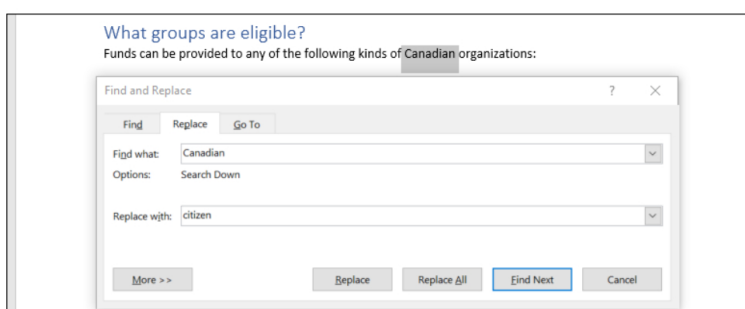 What groups are eligible?
Funds can be provided to any of the following kinds of Canadian organizations:
Find and Replace ?
Find Replace Go To
Find what: Canadian
Options: Search Down
Replace with: citizen
More >> Replace Replace All Find Next Cancel